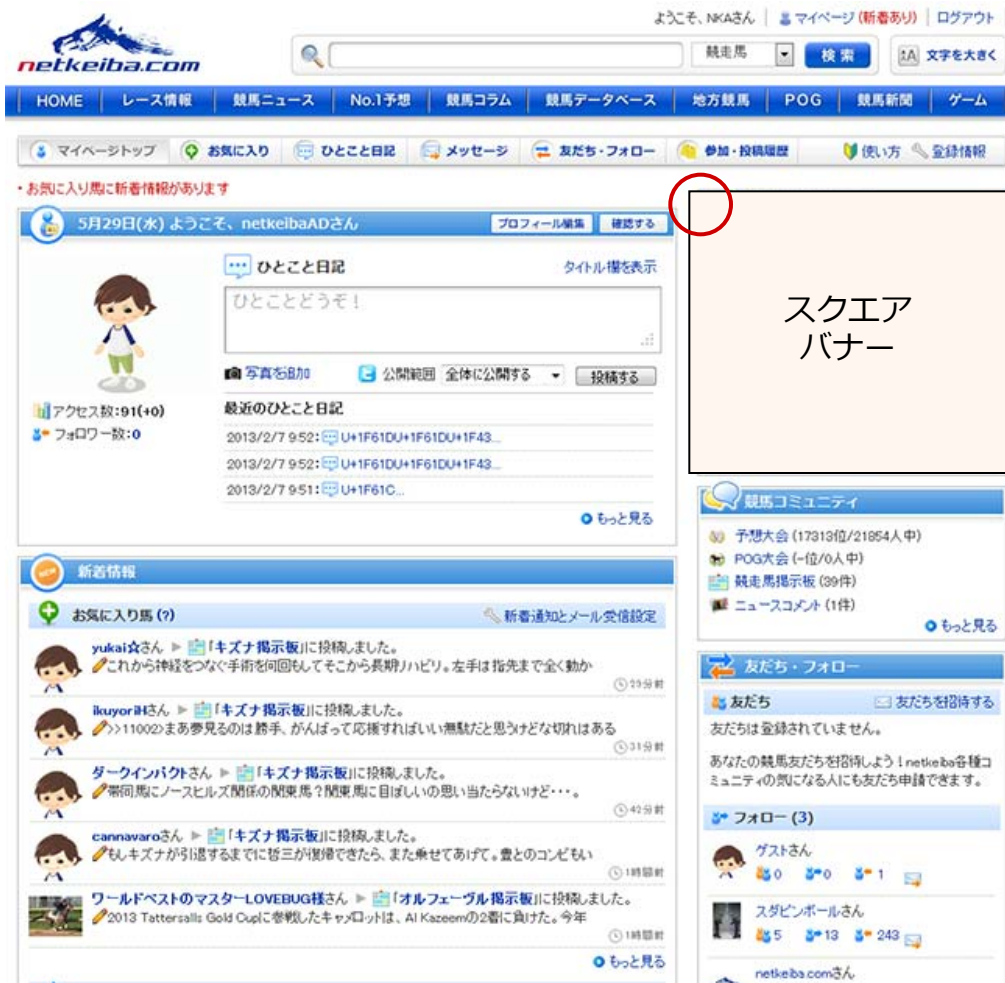 ようこそ、NKAさん マイページ (新着あり) ログアウト
netkeiba.com
競走馬 検索 文字を大きく
HOME レース情報 競馬ニュース No.1予想 競馬コラム 競馬データベース 地方競馬 POG 競馬新聞 ゲーム
マイページトップ お気に入り ひとこと日記 メッセージ 友だち・フォロー 参加・投稿履歴 使い方 登録情報
・お気に入り馬に新着情報があります
5月29日(水) ようこそ、netkeibaADさん プロフィール編集 確認する
ひとこと日記 タイトル欄を表示
ひとことどうぞ！
写真を追加 公開範囲 全体に公開する 投稿する
アクセス数:91(+0)
フォロワー数:0
最近のひとこと日記
2013/2/7 9:52: U+1F61DU+1F61DU+1F43...
2013/2/7 9:52: U+1F61DU+1F61DU+1F43...
2013/2/7 9:51: U+1F61C...
もっと見る
スクエア
バナー
新着情報
お気に入り馬 (?) 新着通知とメール受信設定
yukai☆さん ▶ 「キズナ掲示板」に投稿しました。
これから神経をつなぐ手術を何回もしてそこから長期リハビリ。左手は指先まで全く動か
29分前
ikuyoriHさん ▶ 「キズナ掲示板」に投稿しました。
>>11002>まあ夢見るのは勝手、がんばって応援すればいい無駄だと思うけどな切れはある
31分前
ダークインパクトさん ▶ 「キズナ掲示板」に投稿しました。
帯同馬にノースヒルズ関係の関東馬？関東馬に目ぼしいの思い当たらないけど・・・。
42分前
cannavaroさん ▶ 「キズナ掲示板」に投稿しました。
もしキズナが引退するまでに哲三が復帰できたら、また乗せてあげて。豊とのコンビもい
1時間前
ワールドベストのマスターLOVEBUG様さん ▶ 「オルフェーヴル掲示板」に投稿しました。
2013 Tattersalls Gold Cupに参戦したキャメロットは、Al Kazeemの2着に負けた。今年
1時間前
もっと見る
競馬コミュニティ
予想大会 (17313位/21854人中)
POG大会 (-位/0人中)
競走馬掲示板 (39件)
ニュースコメント (1件)
もっと見る
友だち・フォロー
友だち 友だちを招待する
友だちは登録されていません。
あなたの競馬友だちを招待しよう！netkeiba各種コ
ミュニティの気になる人にも友だち申請できます。
フォロー (3)
ゲストさん
0 0 1
スダピンボールさん
5 13 243
netkeiba.comさん